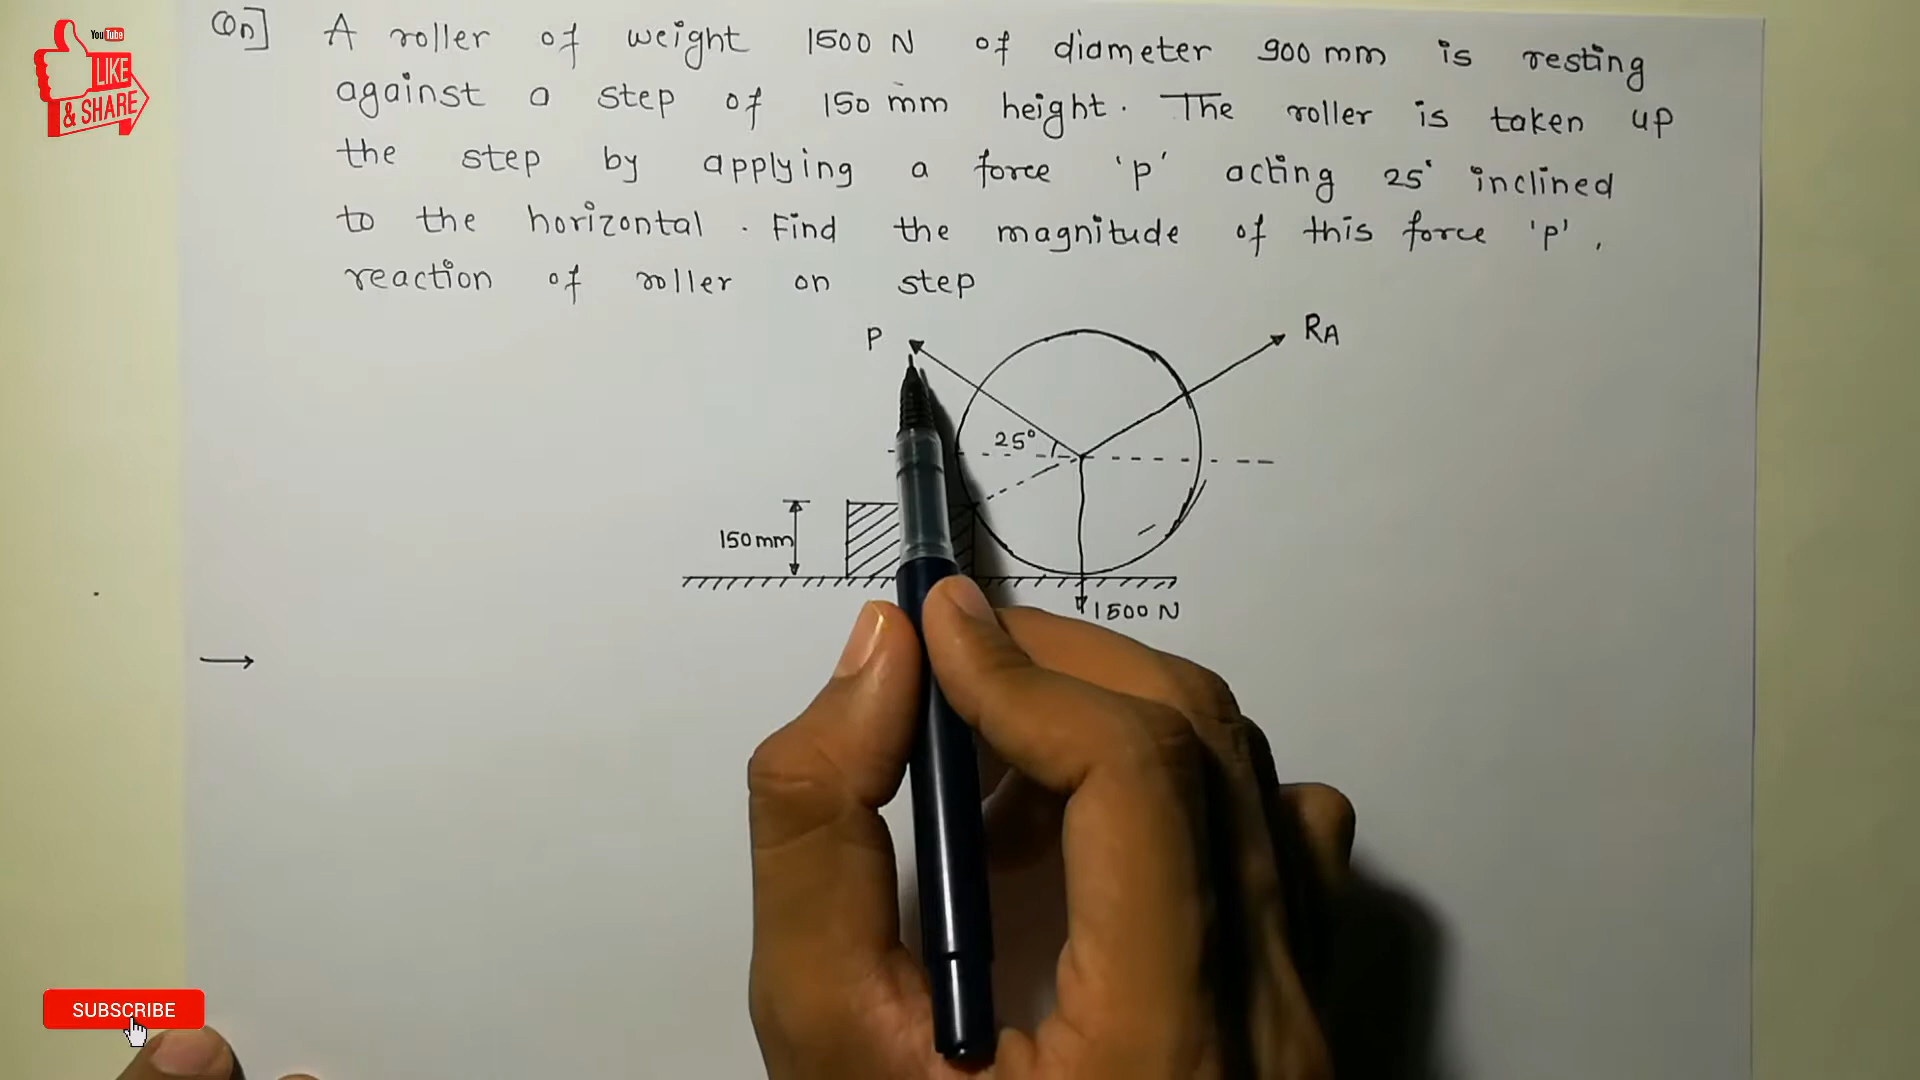 Qn] A roller of weight 1500 N of diameter 900 mm is resting
against a step of 150 mm height. The roller is taken up
the step by applying a force 'p' acting 25° inclined
to the horizontal. Find the magnitude of this force 'p',
reaction of roller on step
YouTube
LIKE
& SHARE
P
RA
25°
150mm
1500 N
SUBSCRIBE